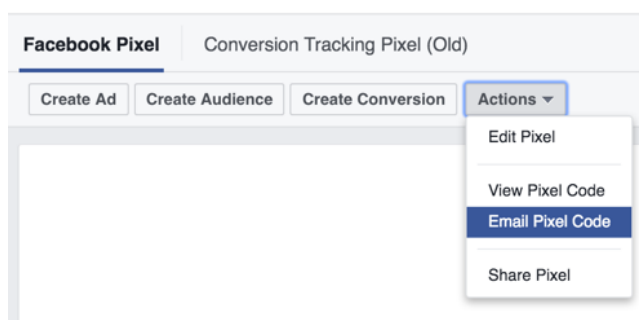 Facebook Pixel Conversion Tracking Pixel (Old)
Create Ad Create Audience Create Conversion Actions
Edit Pixel
View Pixel Code
Email Pixel Code
Share Pixel